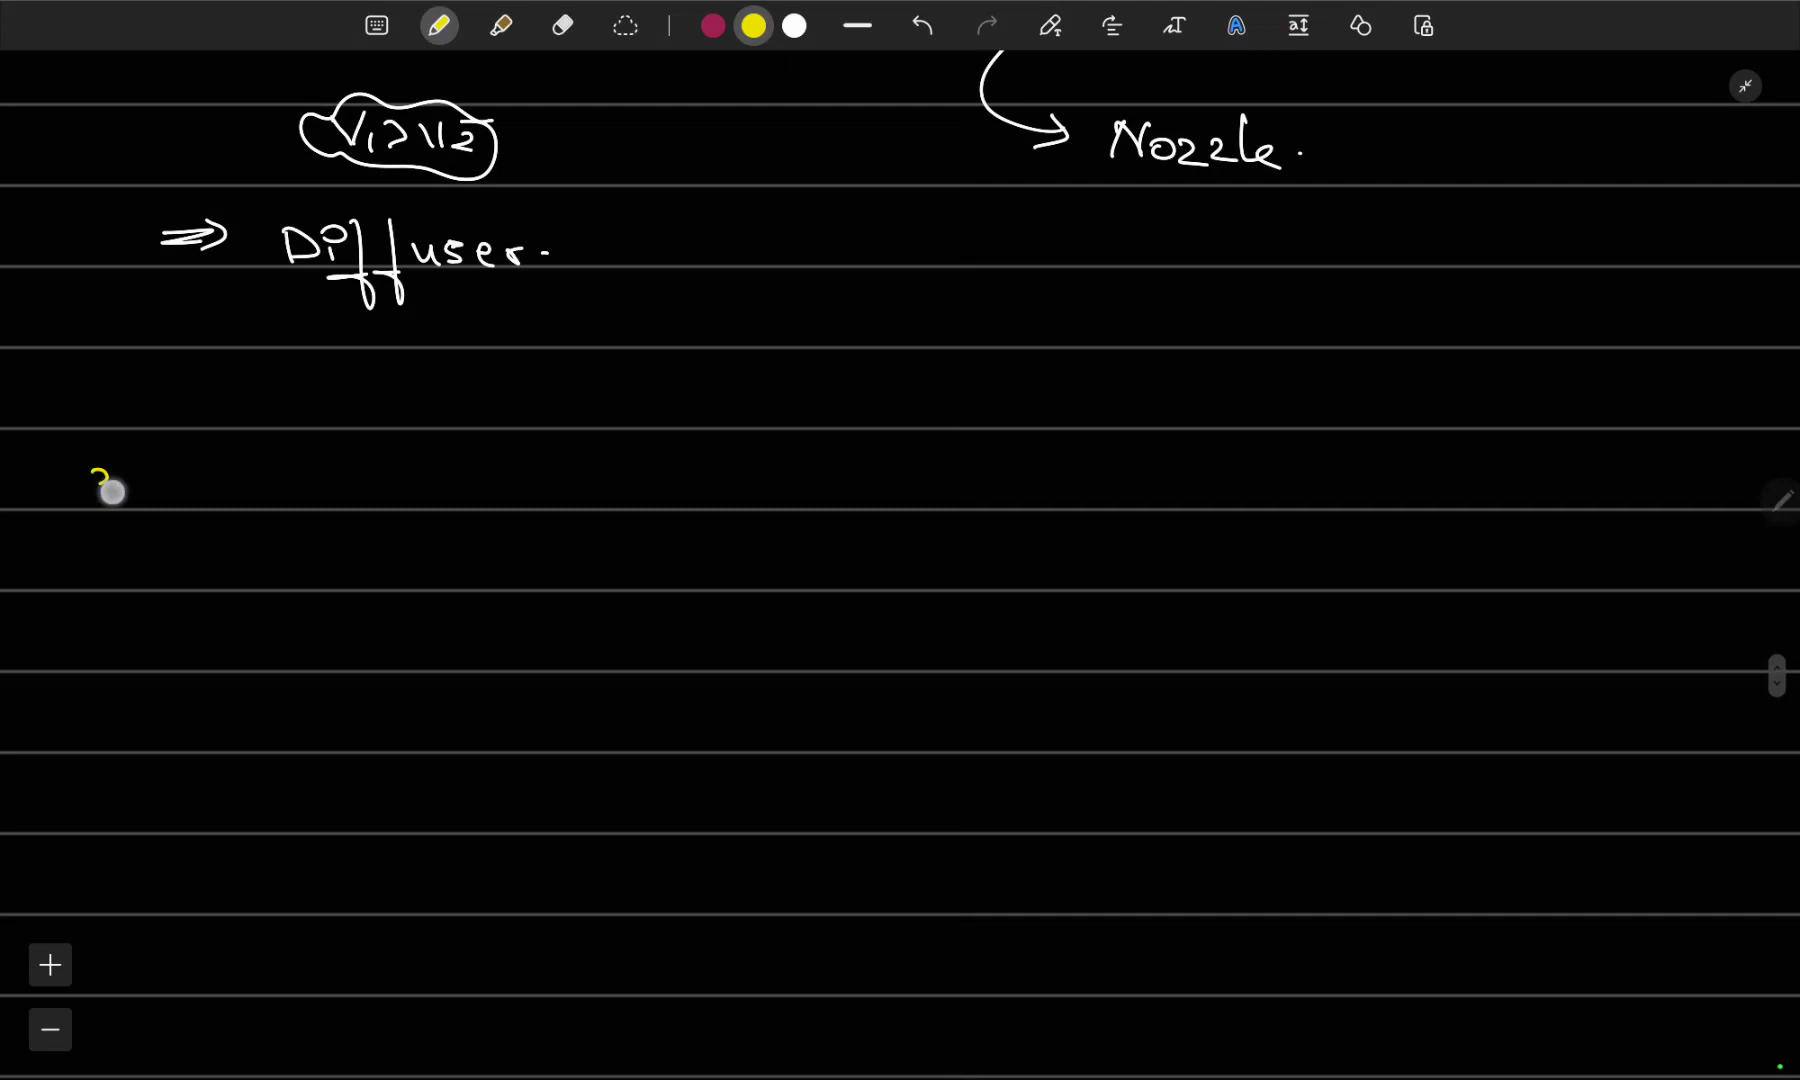 V₁ > V₂
Nozzle.
⇒ Diffuser.